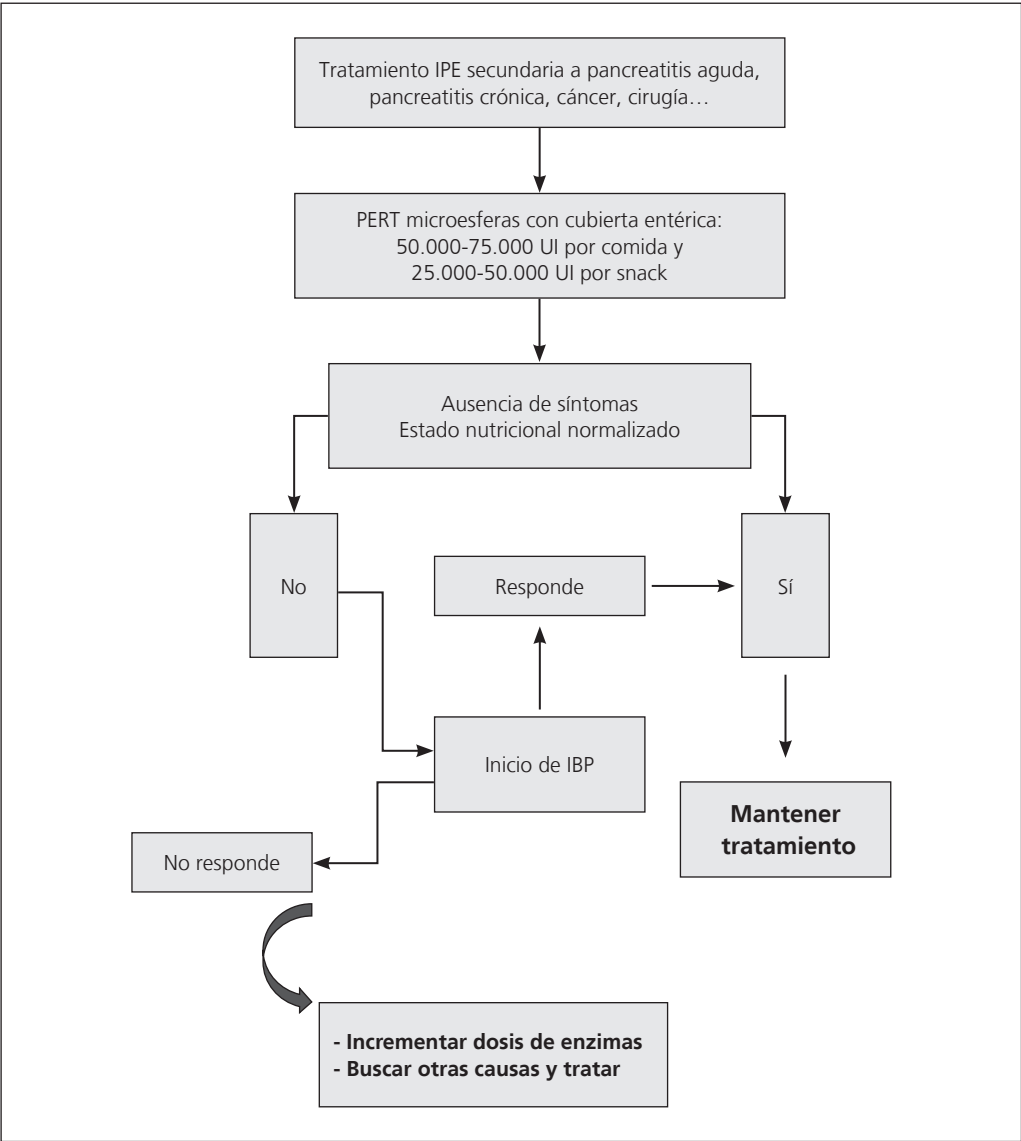 Tratamiento IPE secundaria a pancreatitis aguda,
pancreatitis crónica, cáncer, cirugía…
PERT microesferas con cubierta entérica:
50.000-75.000 UI por comida y
25.000-50.000 UI por snack
Ausencia de síntomas
Estado nutricional normalizado
No
Responde
Sí
Inicio de IBP
Mantener
tratamiento
No responde
- Incrementar dosis de enzimas
- Buscar otras causas y tratar